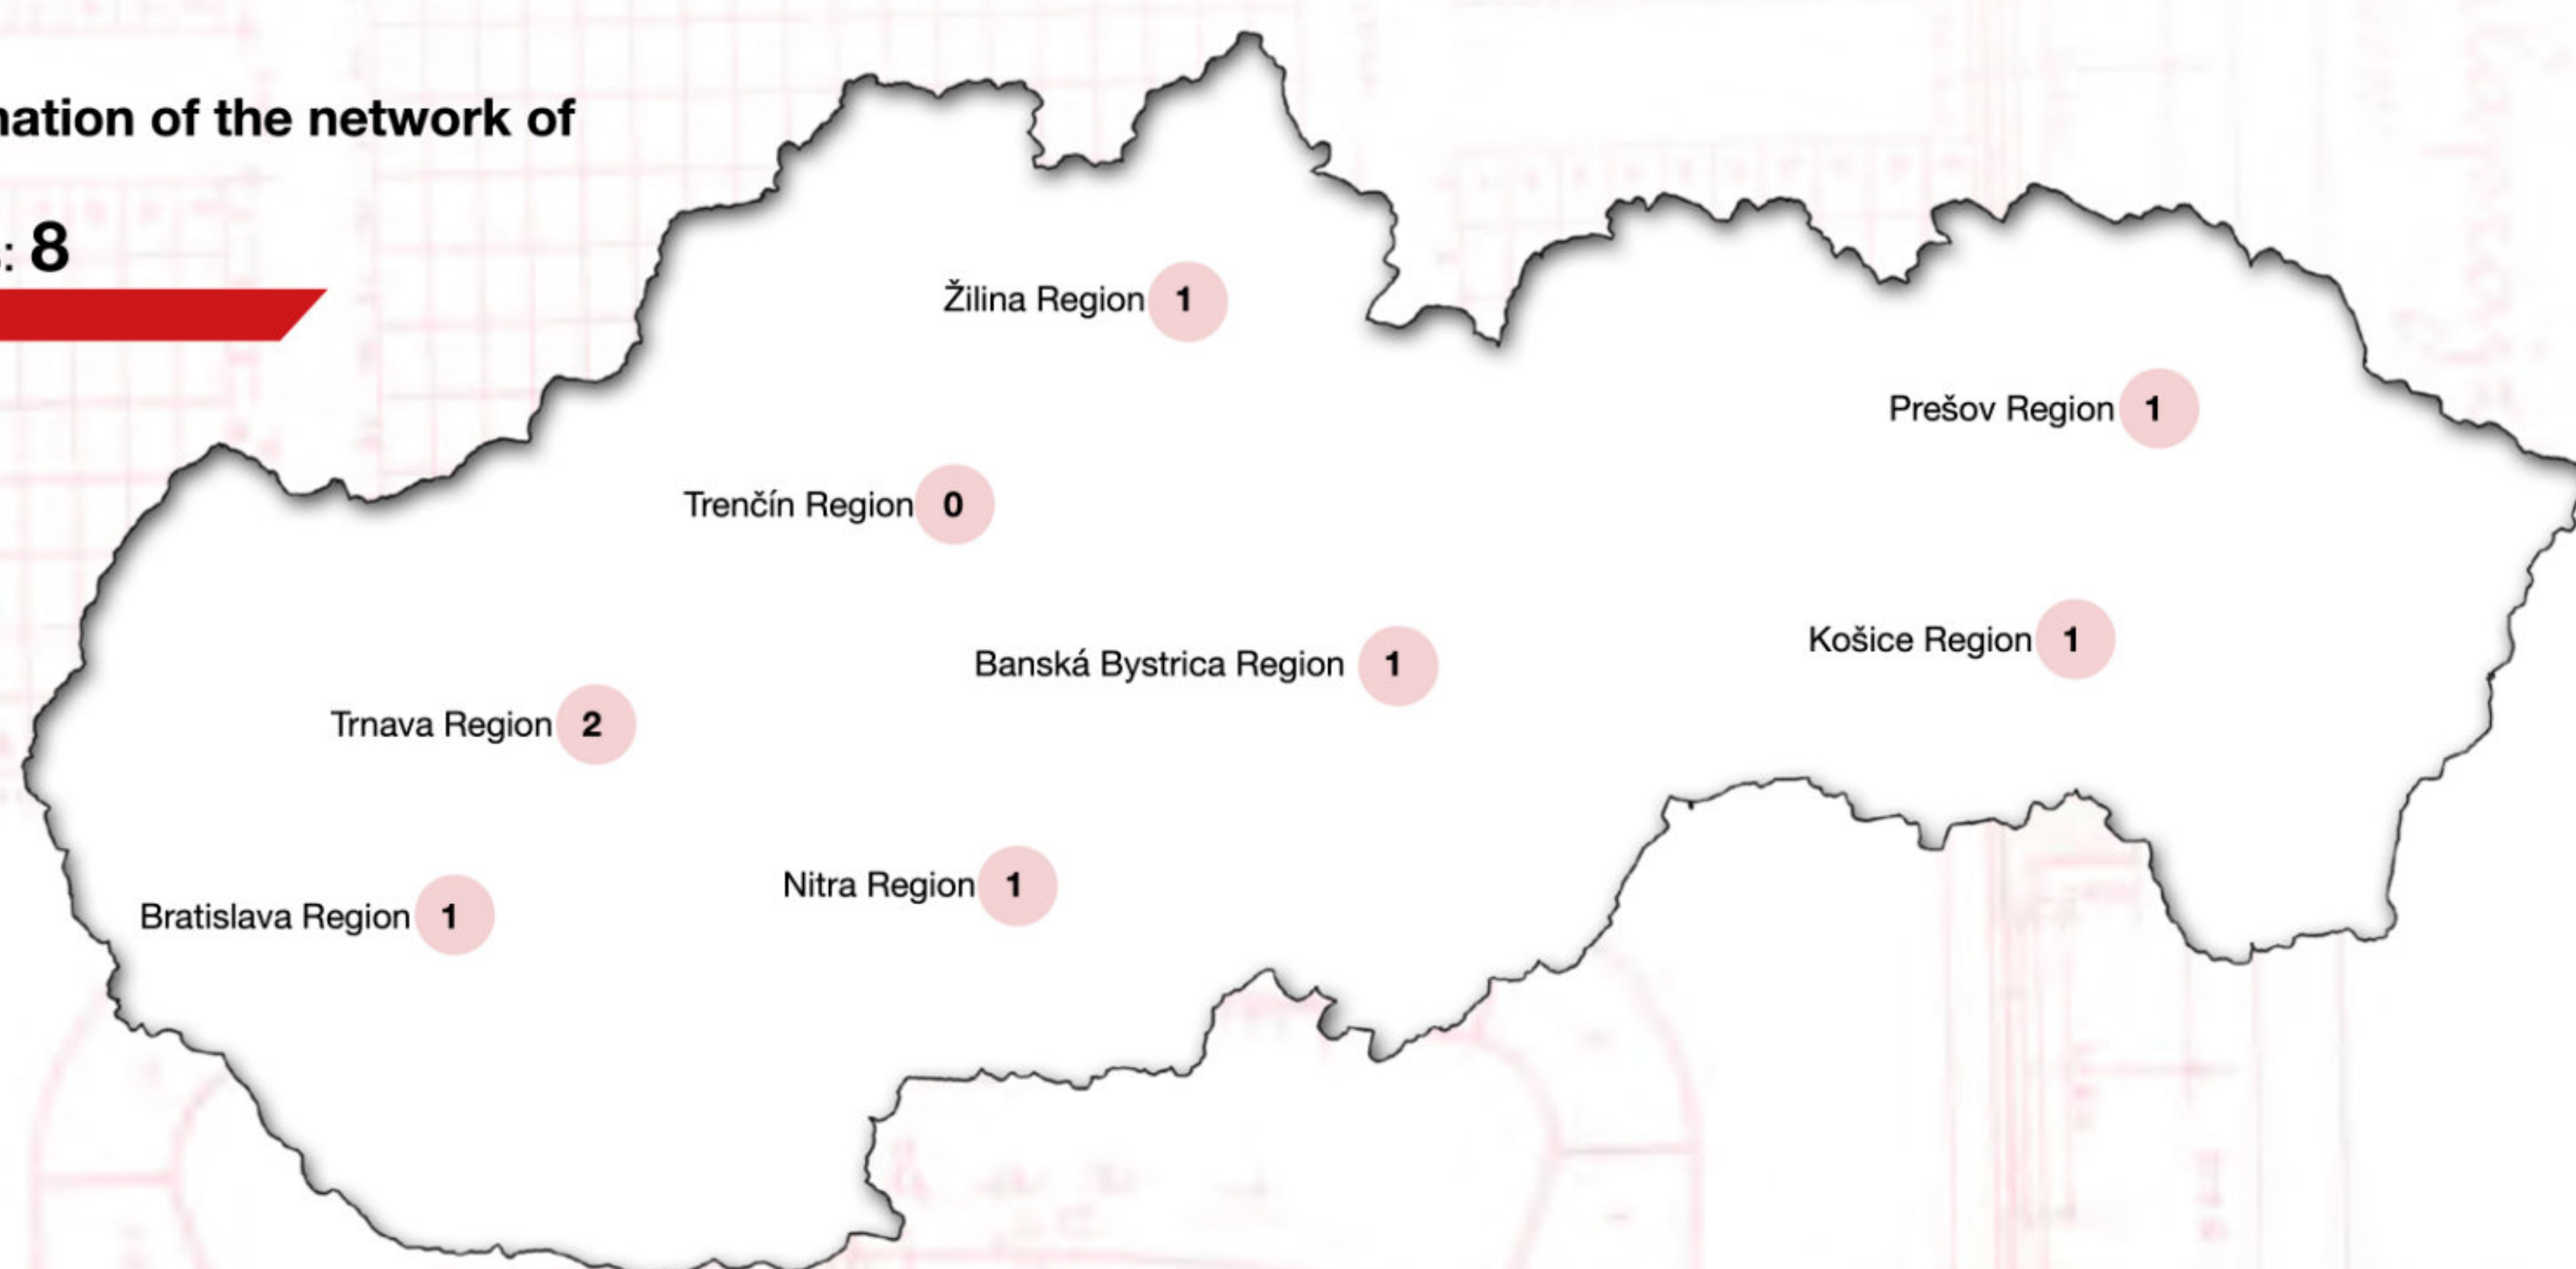 nation of the network of
: 8
Žilina Region 1
Prešov Region 1
Trenčín Region 0
Košice Region 1
Banská Bystrica Region 1
Trnava Region 2
Nitra Region 1
Bratislava Region 1